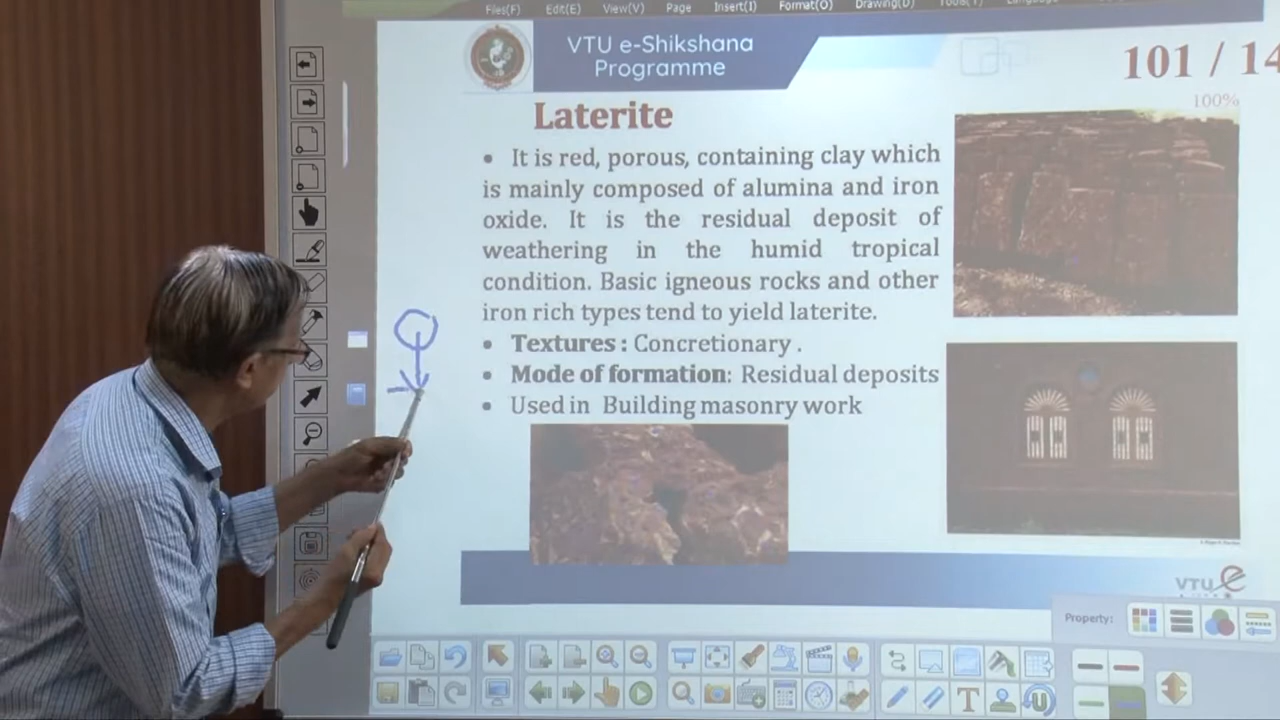 Files(F) Edit(E) View(V) Page Insert(I) Format(O) Drawing(D) Tools(T) Language
VTU e-Shikshana
Programme
101 / 14
100%
Laterite
• It is red, porous, containing clay which
is mainly composed of alumina and iron
oxide. It is the residual deposit of
weathering in the humid tropical
condition. Basic igneous rocks and other
iron rich types tend to yield laterite.
• Textures : Concretionary .
• Mode of formation: Residual deposits
• Used in Building masonry work
VTU e
Property: